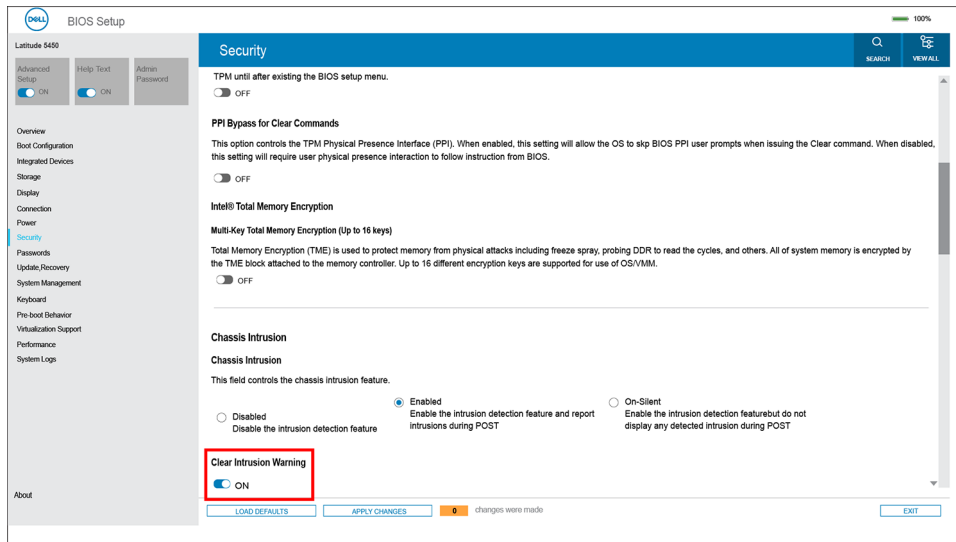 DELL
BIOS Setup
100%
Latitude 5450
Advanced
Setup
ON
Help Text
ON
Admin
Password
Security
SEARCH
VIEW ALL
Overview
Boot Configuration
Integrated Devices
Storage
Display
Connection
Power
Security
Passwords
Update,Recovery
System Management
Keyboard
Pre-boot Behavior
Virtualization Support
Performance
System Logs
About
TPM until after existing the BIOS setup menu.
OFF
PPI Bypass for Clear Commands
This option controls the TPM Physical Presence Interface (PPI). When enabled, this setting will allow the OS to skp BIOS PPI user prompts when issuing the Clear command. When disabled,
this setting will require user physical presence interaction to follow instruction from BIOS.
OFF
Intel® Total Memory Encryption
Multi-Key Total Memory Encryption (Up to 16 keys)
Total Memory Encryption (TME) is used to protect memory from physical attacks including freeze spray, probing DDR to read the cycles, and others. All of system memory is encrypted by
the TME block attached to the memory controller. Up to 16 different encryption keys are supported for use of OS/VMM.
OFF
Chassis Intrusion
Chassis Intrusion
This field controls the chassis intrusion feature.
Disabled
Disable the intrusion detection feature
Enabled
Enable the intrusion detection feature and report
intrusions during POST
On-Silent
Enable the intrusion detection featurebut do not
display any detected intrusion during POST
Clear Intrusion Warning
ON
LOAD DEFAULTS
APPLY CHANGES
0
changes were made
EXIT